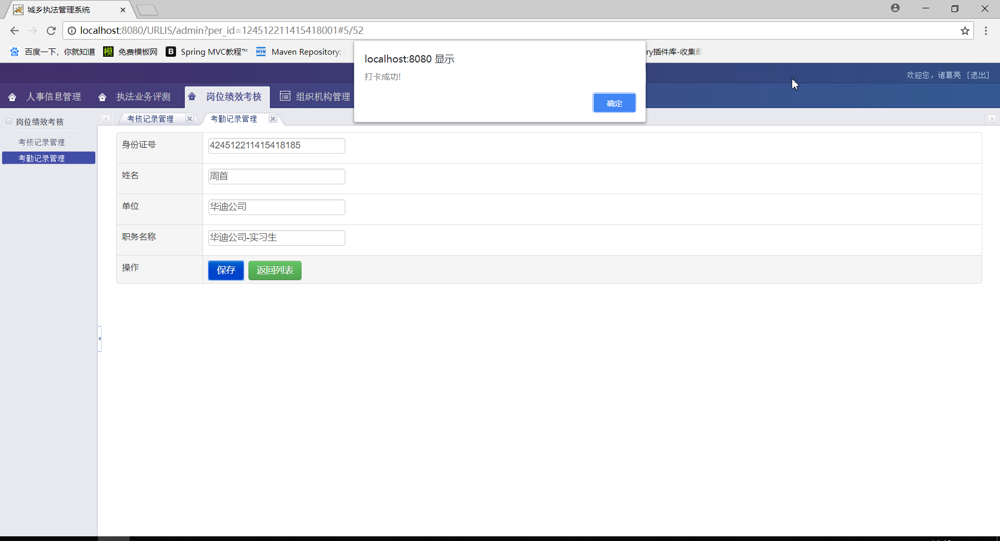 城乡执法管理系统
localhost:8080/URLIS/admin?per_id=124512211415418001#5/52
百度一下，你就知道 免费模板网 Spring MVC教程™ Maven Repository: ry插件库-收集
localhost:8080 显示
打卡成功!
确定
欢迎您，诸葛亮 [退出]
人事信息管理 执法业务评测 岗位绩效考核 组织机构管理
岗位绩效考核
考核记录管理
考勤记录管理
考核记录管理 考勤记录管理
身份证号 424512211415418185
姓名 周首
单位 华迪公司
职务名称 华迪公司-实习生
操作 保存 返回列表